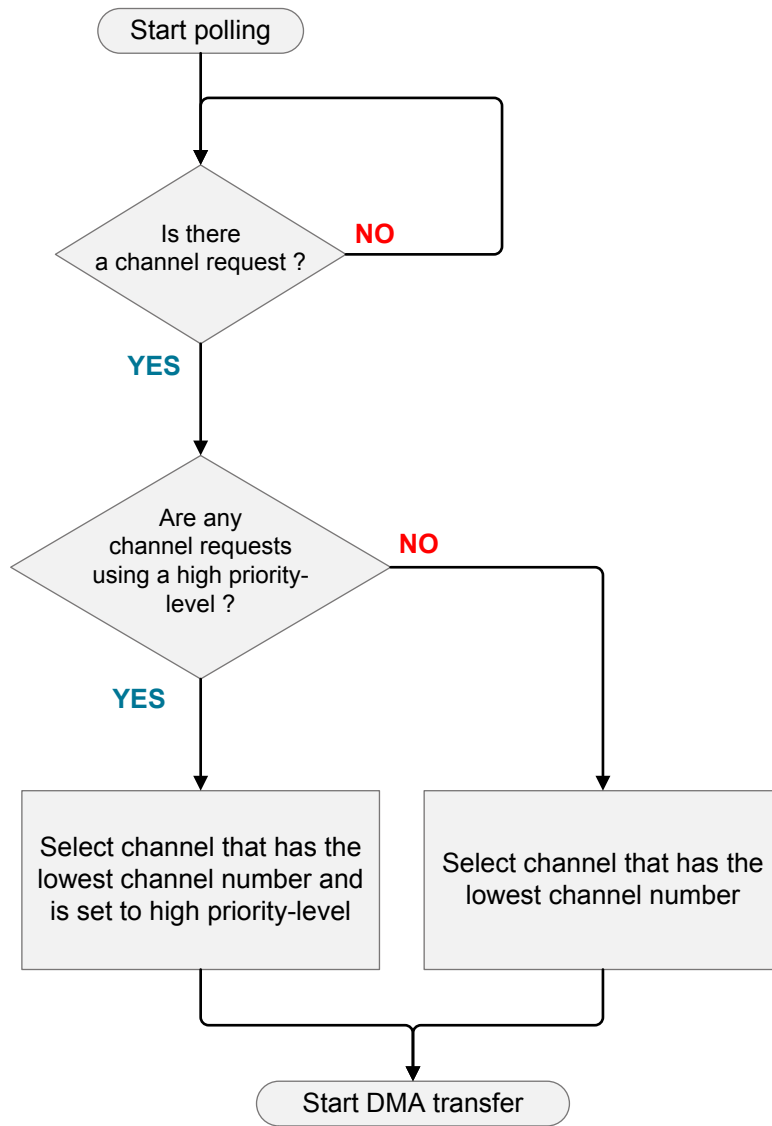 Start polling
Is there
a channel request ?
NO
YES
Are any
channel requests
using a high priority-
level ?
NO
YES
Select channel that has the
lowest channel number and
is set to high priority-level
Select channel that has the
lowest channel number
Start DMA transfer